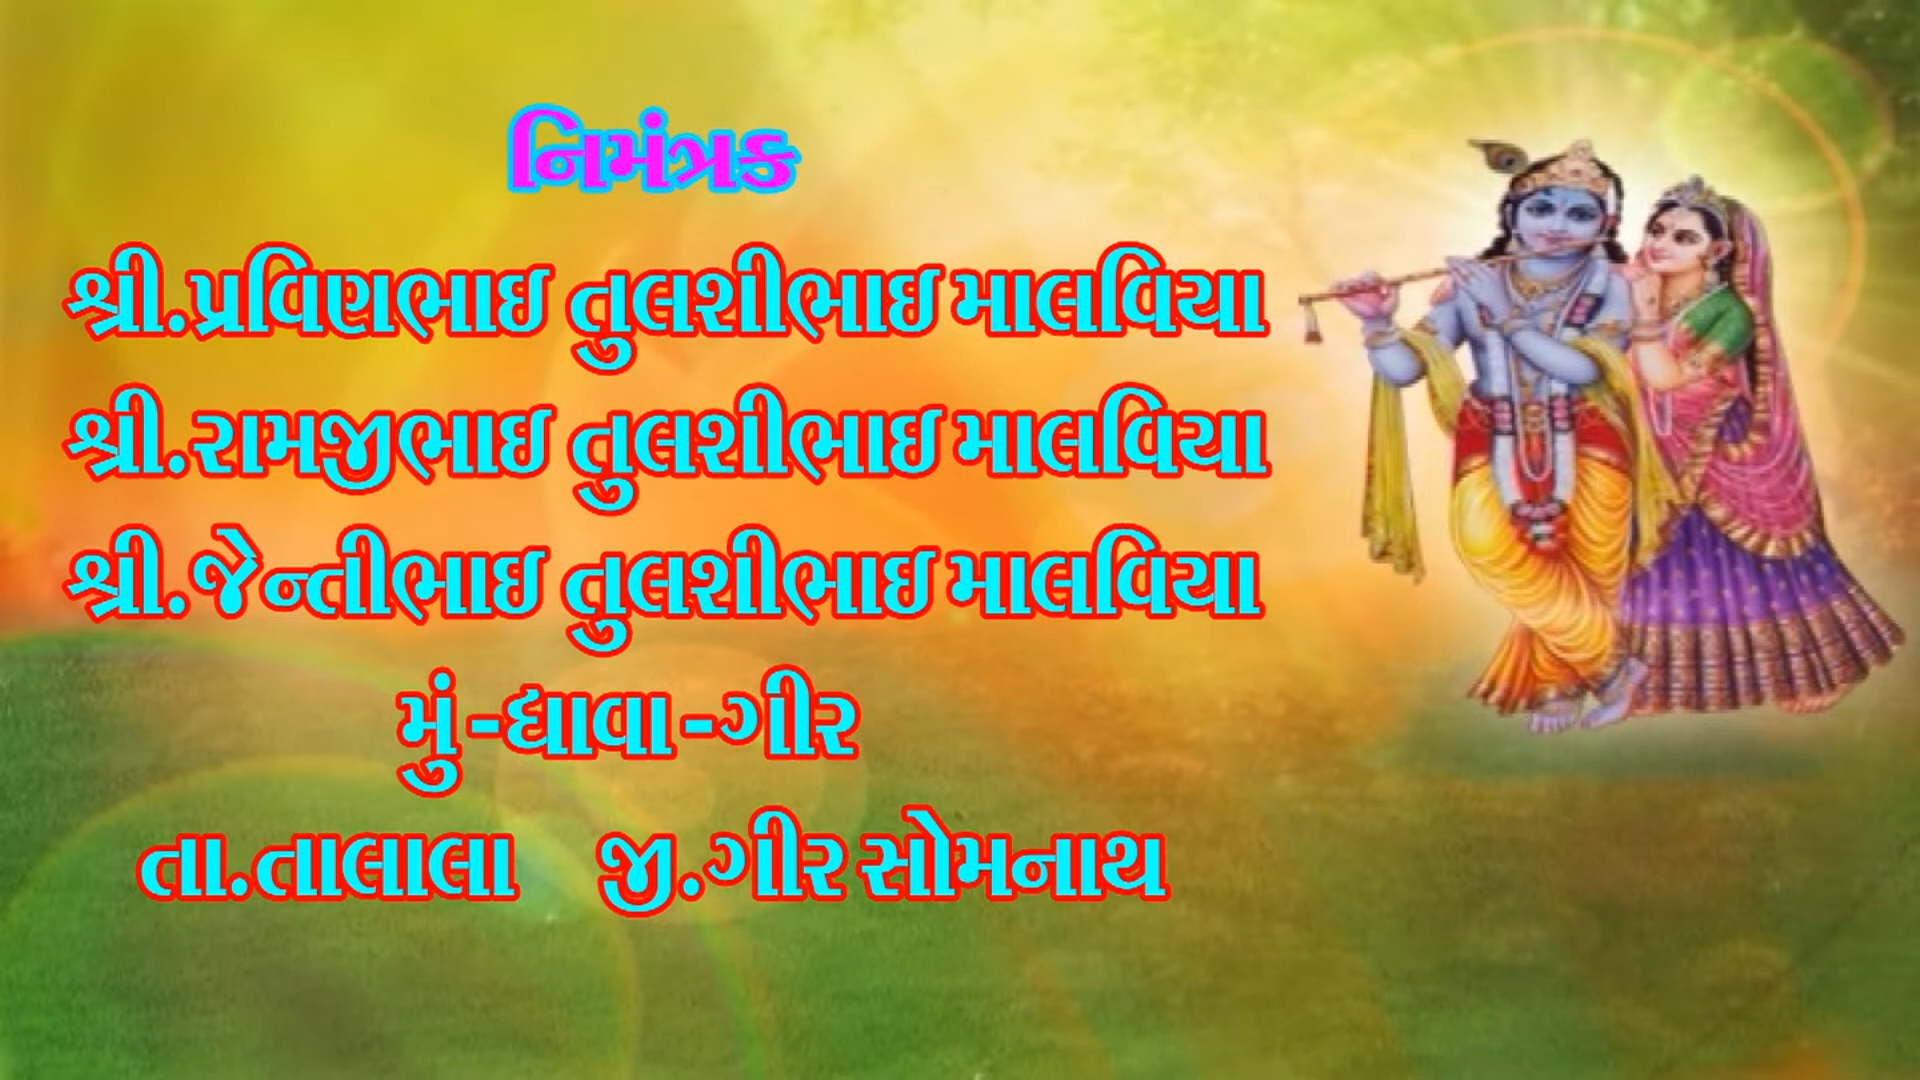 નિમંત્રક
શ્રી.પ્રવિણભાઇ તુલશીભાઇ માલવિયા
શ્રી.રામજીભાઇ તુલશીભાઇ માલવિયા
શ્રી.જેન્તીભાઇ તુલશીભાઇ માલવિયા
મું-ધાવા-ગીર
તા.તાલાલા જી.ગીર સોમનાથ